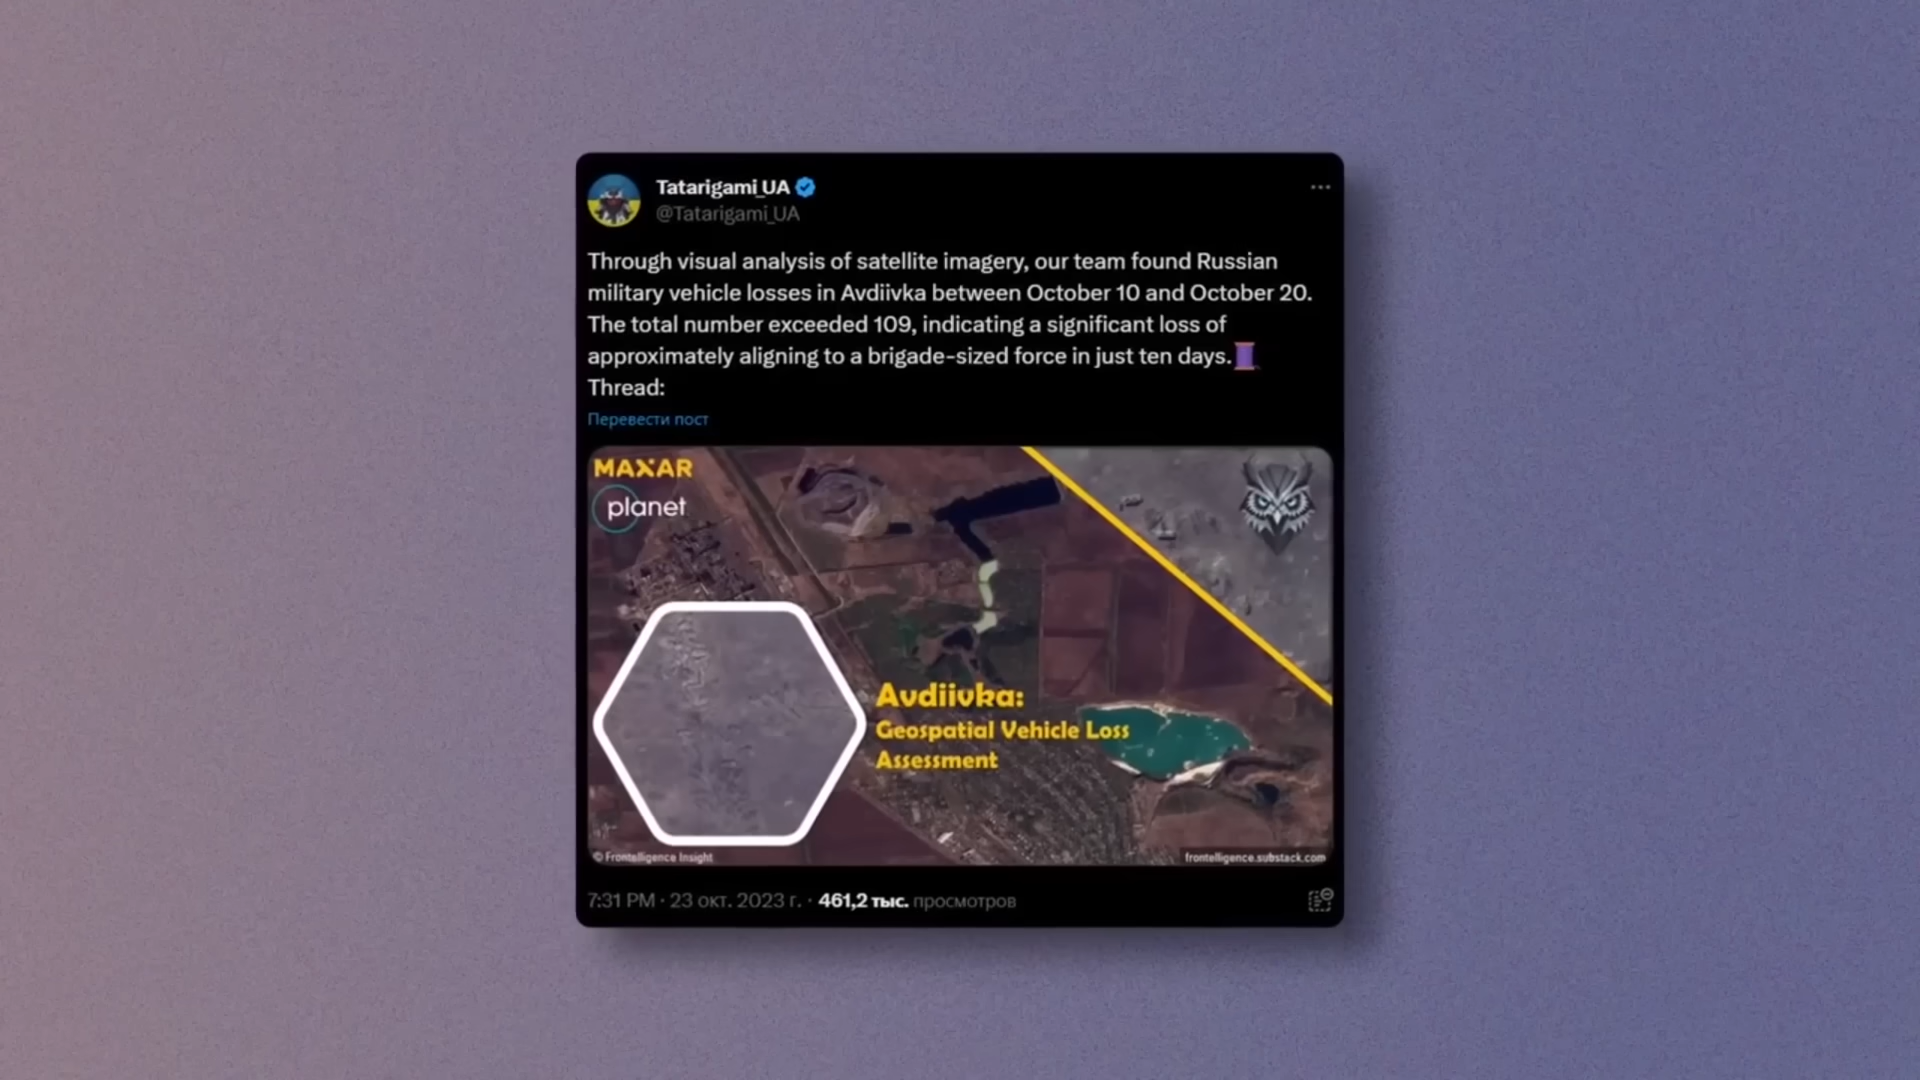 Tatarigami_UA
@Tatarigami_UA
Through visual analysis of satellite imagery, our team found Russian
military vehicle losses in Avdiivka between October 10 and October 20.
The total number exceeded 109, indicating a significant loss of
approximately aligning to a brigade-sized force in just ten days.🧵
Thread:
Перевести пост
MAXAR
planet
Avdiivka:
Geospatial Vehicle Loss
Assessment
© Frontelligence Insight
frontelligence.substack.com
7:31 PM · 23 окт. 2023 г. · 461,2 тыс. просмотров